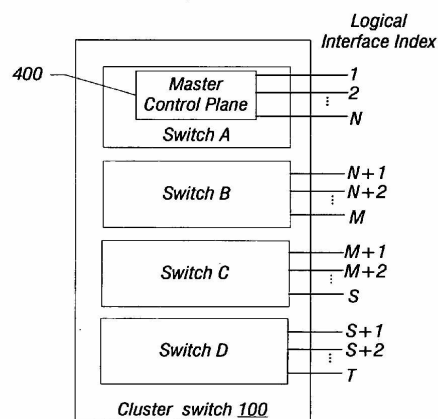 Logical
Interface Index
400
Master
Control Plane
Switch A
1
2
⋮
N
Switch B
N+1
N+2
⋮
M
Switch C
M+1
M+2
⋮
S
Switch D
S+1
S+2
⋮
T
Cluster switch 100